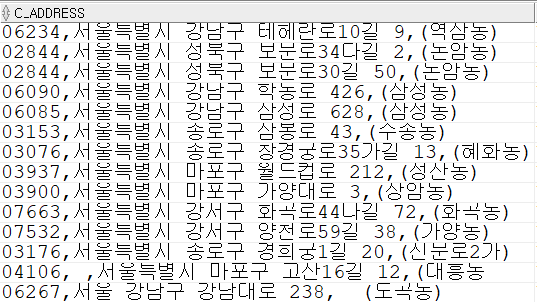 C_ADDRESS
06234,서울특별시 강남구 테헤란로10길 9,(역삼동)
02844,서울특별시 성북구 보문로34다길 2,(돈암동)
02844,서울특별시 성북구 보문로30길 50,(돈암동)
06090,서울특별시 강남구 학동로 426,(삼성동)
06085,서울특별시 강남구 삼성로 628,(삼성동)
03153,서울특별시 종로구 삼봉로 43,(수송동)
03076,서울특별시 종로구 창경궁로35가길 13,(혜화동)
03937,서울특별시 마포구 월드컵로 212,(성산동)
03900,서울특별시 마포구 가양대로 3,(상암동)
07663,서울특별시 강서구 화곡로44나길 72,(화곡동)
07532,서울특별시 강서구 양천로59길 38,(가양동)
03176,서울특별시 종로구 경희궁1길 20,(신문로2가)
04106, ,서울특별시 마포구 고산16길 12,(대흥동
06267,서울 강남구 강남대로 238,  (도곡동)